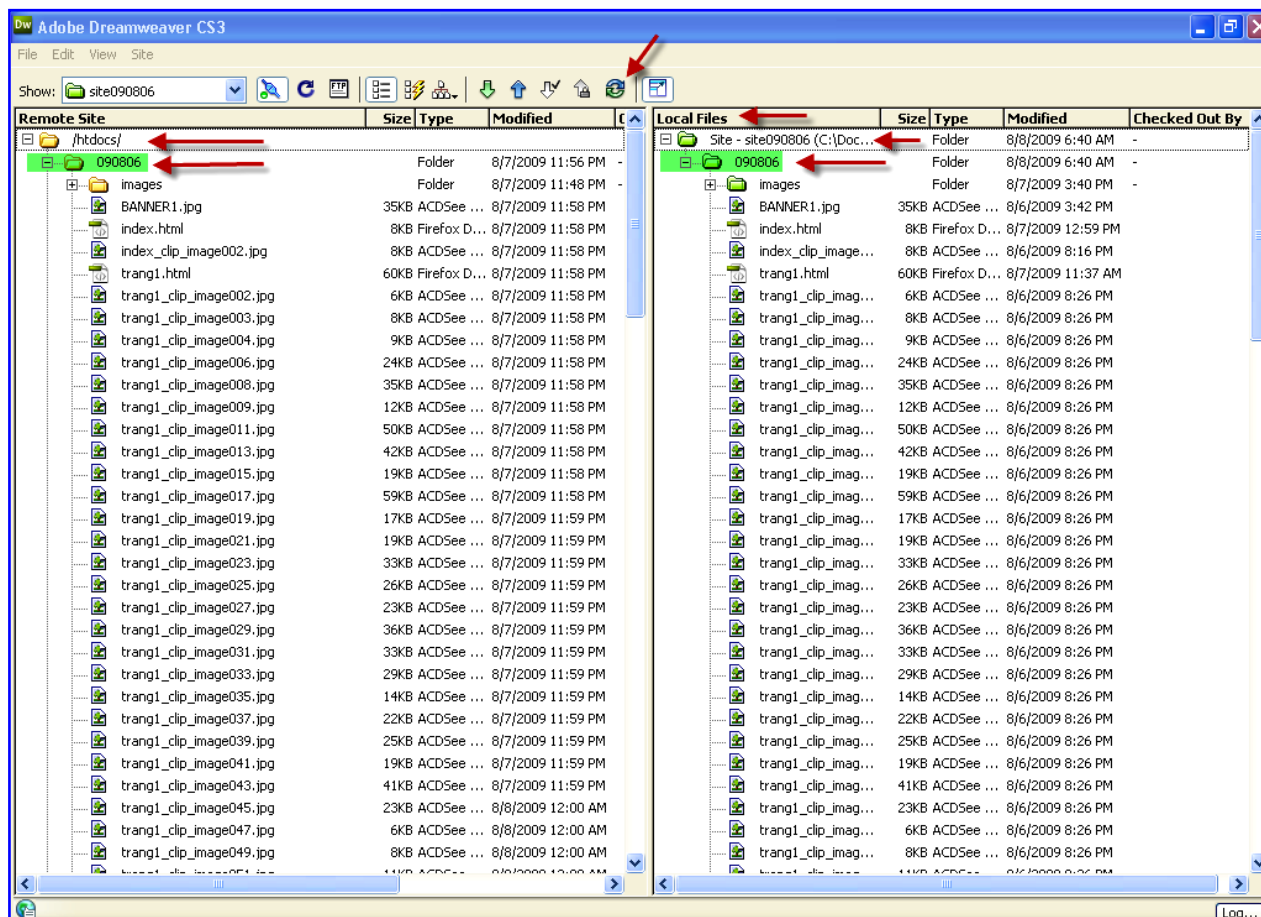 Dw Adobe Dreamweaver CS3
File Edit View Site
Show: site090806 FTP
Remote Site Size Type Modified Local Files Size Type Modified Checked Out By
/htdocs/ Site - site090806 (C:\Doc... Folder 8/8/2009 6:40 AM -
090806 Folder 8/7/2009 11:56 PM - 090806 Folder 8/8/2009 6:40 AM -
images Folder 8/7/2009 11:48 PM - images Folder 8/7/2009 3:40 PM -
BANNER1.jpg 35KB ACDSee ... 8/7/2009 11:58 PM BANNER1.jpg 35KB ACDSee ... 8/6/2009 3:42 PM
index.html 8KB Firefox D... 8/7/2009 11:58 PM index.html 8KB Firefox D... 8/7/2009 12:59 PM
index_clip_image002.jpg 8KB ACDSee ... 8/7/2009 11:58 PM index_clip_image... 8KB ACDSee ... 8/6/2009 8:16 PM
trang1.html 60KB Firefox D... 8/7/2009 11:58 PM trang1.html 60KB Firefox D... 8/7/2009 11:37 AM
trang1_clip_image002.jpg 6KB ACDSee ... 8/7/2009 11:58 PM trang1_clip_imag... 6KB ACDSee ... 8/6/2009 8:26 PM
trang1_clip_image003.jpg 8KB ACDSee ... 8/7/2009 11:58 PM trang1_clip_imag... 8KB ACDSee ... 8/6/2009 8:26 PM
trang1_clip_image004.jpg 9KB ACDSee ... 8/7/2009 11:58 PM trang1_clip_imag... 9KB ACDSee ... 8/6/2009 8:26 PM
trang1_clip_image006.jpg 24KB ACDSee ... 8/7/2009 11:58 PM trang1_clip_imag... 24KB ACDSee ... 8/6/2009 8:26 PM
trang1_clip_image008.jpg 35KB ACDSee ... 8/7/2009 11:58 PM trang1_clip_imag... 35KB ACDSee ... 8/6/2009 8:26 PM
trang1_clip_image009.jpg 12KB ACDSee ... 8/7/2009 11:58 PM trang1_clip_imag... 12KB ACDSee ... 8/6/2009 8:26 PM
trang1_clip_image011.jpg 50KB ACDSee ... 8/7/2009 11:58 PM trang1_clip_imag... 50KB ACDSee ... 8/6/2009 8:26 PM
trang1_clip_image013.jpg 42KB ACDSee ... 8/7/2009 11:58 PM trang1_clip_imag... 42KB ACDSee ... 8/6/2009 8:26 PM
trang1_clip_image015.jpg 19KB ACDSee ... 8/7/2009 11:58 PM trang1_clip_imag... 19KB ACDSee ... 8/6/2009 8:26 PM
trang1_clip_image017.jpg 59KB ACDSee ... 8/7/2009 11:58 PM trang1_clip_imag... 59KB ACDSee ... 8/6/2009 8:26 PM
trang1_clip_image019.jpg 17KB ACDSee ... 8/7/2009 11:59 PM trang1_clip_imag... 17KB ACDSee ... 8/6/2009 8:26 PM
trang1_clip_image021.jpg 19KB ACDSee ... 8/7/2009 11:59 PM trang1_clip_imag... 19KB ACDSee ... 8/6/2009 8:26 PM
trang1_clip_image023.jpg 33KB ACDSee ... 8/7/2009 11:59 PM trang1_clip_imag... 33KB ACDSee ... 8/6/2009 8:26 PM
trang1_clip_image025.jpg 26KB ACDSee ... 8/7/2009 11:59 PM trang1_clip_imag... 26KB ACDSee ... 8/6/2009 8:26 PM
trang1_clip_image027.jpg 23KB ACDSee ... 8/7/2009 11:59 PM trang1_clip_imag... 23KB ACDSee ... 8/6/2009 8:26 PM
trang1_clip_image029.jpg 36KB ACDSee ... 8/7/2009 11:59 PM trang1_clip_imag... 36KB ACDSee ... 8/6/2009 8:26 PM
trang1_clip_image031.jpg 33KB ACDSee ... 8/7/2009 11:59 PM trang1_clip_imag... 33KB ACDSee ... 8/6/2009 8:26 PM
trang1_clip_image033.jpg 29KB ACDSee ... 8/7/2009 11:59 PM trang1_clip_imag... 29KB ACDSee ... 8/6/2009 8:26 PM
trang1_clip_image035.jpg 14KB ACDSee ... 8/7/2009 11:59 PM trang1_clip_imag... 14KB ACDSee ... 8/6/2009 8:26 PM
trang1_clip_image037.jpg 22KB ACDSee ... 8/7/2009 11:59 PM trang1_clip_imag... 22KB ACDSee ... 8/6/2009 8:26 PM
trang1_clip_image039.jpg 25KB ACDSee ... 8/7/2009 11:59 PM trang1_clip_imag... 25KB ACDSee ... 8/6/2009 8:26 PM
trang1_clip_image041.jpg 19KB ACDSee ... 8/7/2009 11:59 PM trang1_clip_imag... 19KB ACDSee ... 8/6/2009 8:26 PM
trang1_clip_image043.jpg 41KB ACDSee ... 8/7/2009 11:59 PM trang1_clip_imag... 41KB ACDSee ... 8/6/2009 8:26 PM
trang1_clip_image045.jpg 23KB ACDSee ... 8/8/2009 12:00 AM trang1_clip_imag... 23KB ACDSee ... 8/6/2009 8:26 PM
trang1_clip_image047.jpg 6KB ACDSee ... 8/8/2009 12:00 AM trang1_clip_imag... 6KB ACDSee ... 8/6/2009 8:26 PM
trang1_clip_image049.jpg 8KB ACDSee ... 8/8/2009 12:00 AM trang1_clip_imag... 8KB ACDSee ... 8/6/2009 8:26 PM
Log...